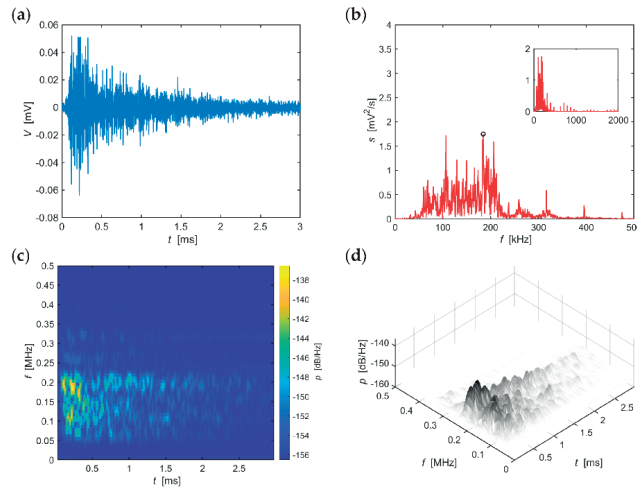 (a)
0.06
0.04
0.02
0
-0.02
-0.04
-0.06
-0.08
V [mV]
0 0.5 1 1.5 2 2.5 3
t [ms]
(b)
4
3.5
3
2.5
2
1.5
1
0.5
0
s [mV²/s]
0 100 200 300 400 500
f [kHz]
2
1
0
0 1000 2000
(c)
0.5
0.45
0.4
0.35
0.3
0.25
0.2
0.15
0.1
0.05
0
f [MHz]
0.5 1 1.5 2 2.5
t [ms]
-138
-140
-142
-144
-146
-148
-150
-152
-154
-156
p [dB/Hz]
(d)
-140
-150
-160
p [dB/Hz]
0.5 0.4 0.3 0.2 0.1 0
f [MHz]
0.5 1 1.5 2 2.5
t [ms]